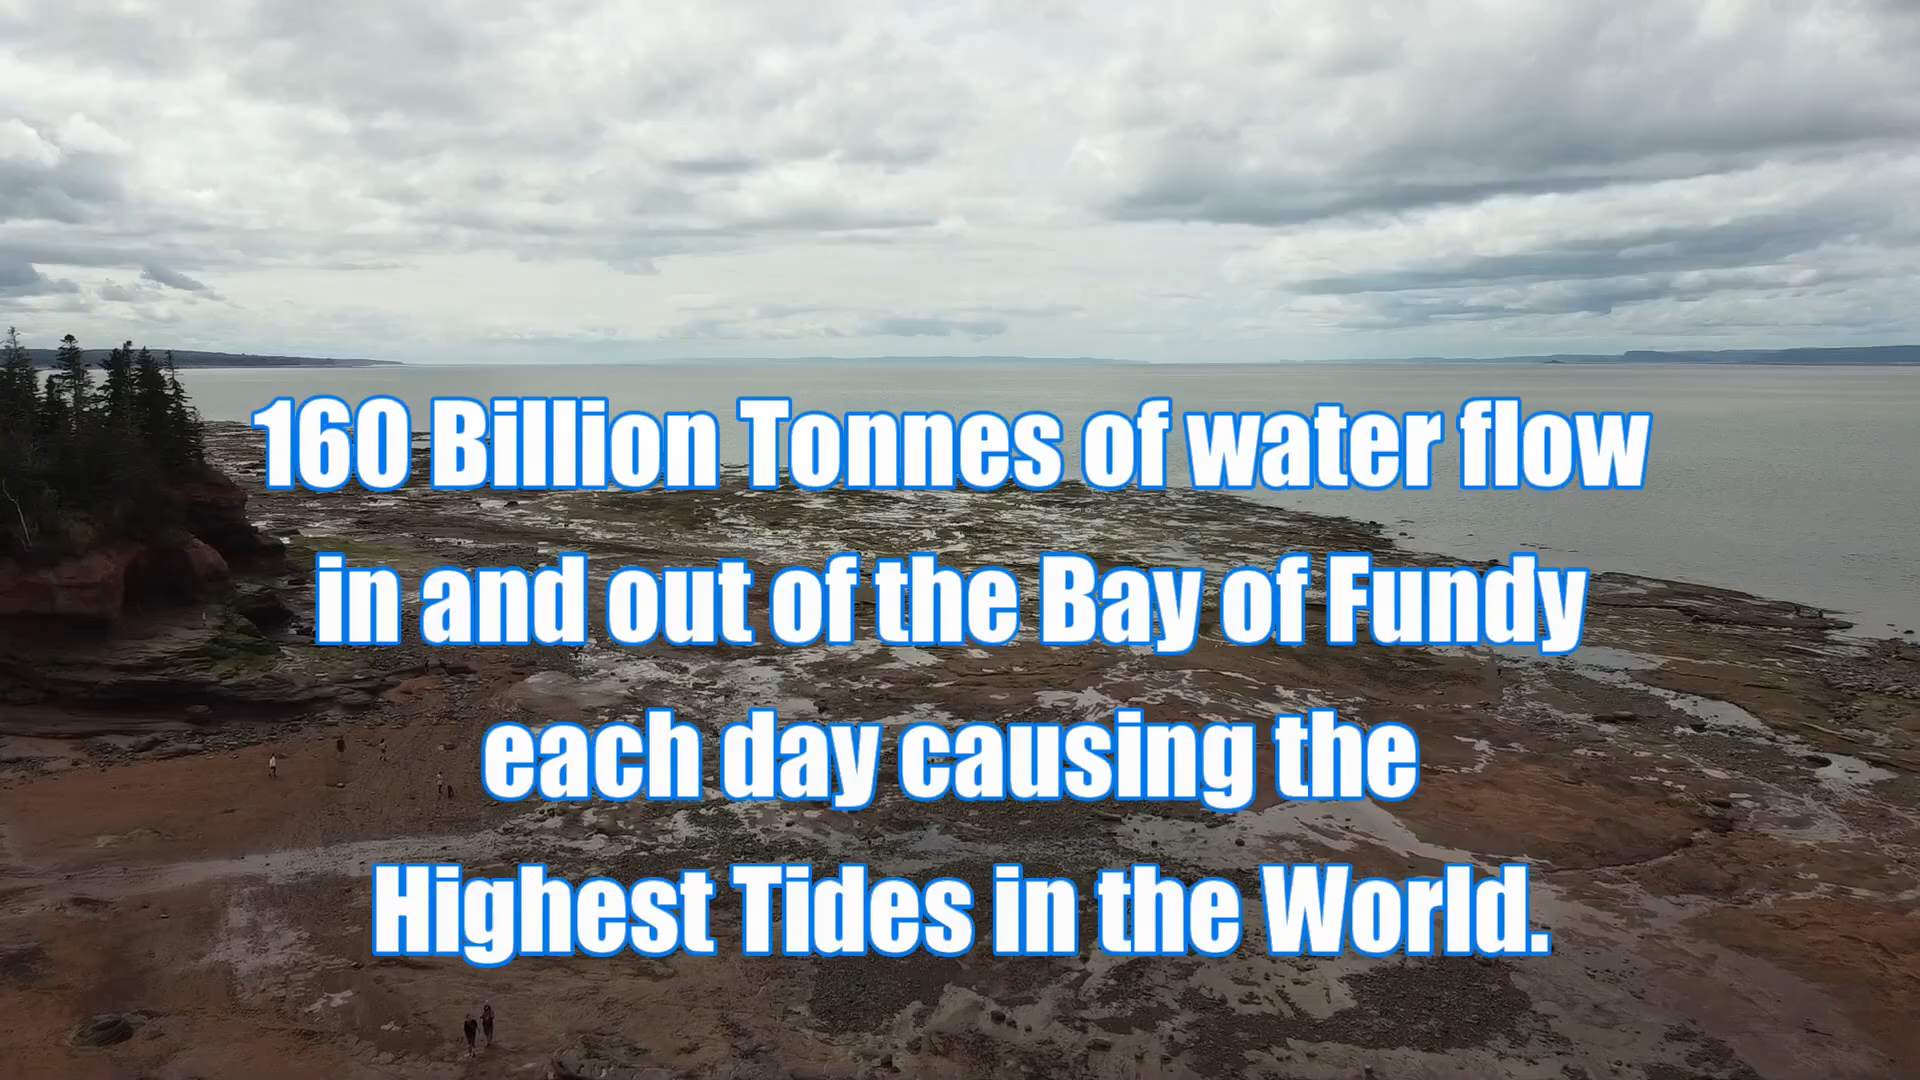 160 Billion Tonnes of water flow
in and out of the Bay of Fundy
each day causing the
Highest Tides in the World.